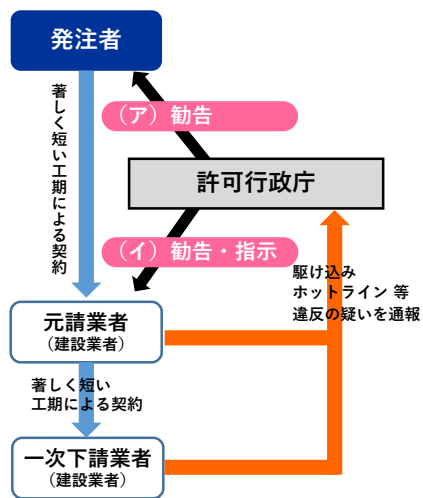 発注者
著しく短い工期による契約
（ア）勧告
許可行政庁
（イ）勧告・指示
駆け込み
ホットライン 等
違反の疑いを通報
元請業者
（建設業者）
著しく短い
工期による契約
一次下請業者
（建設業者）